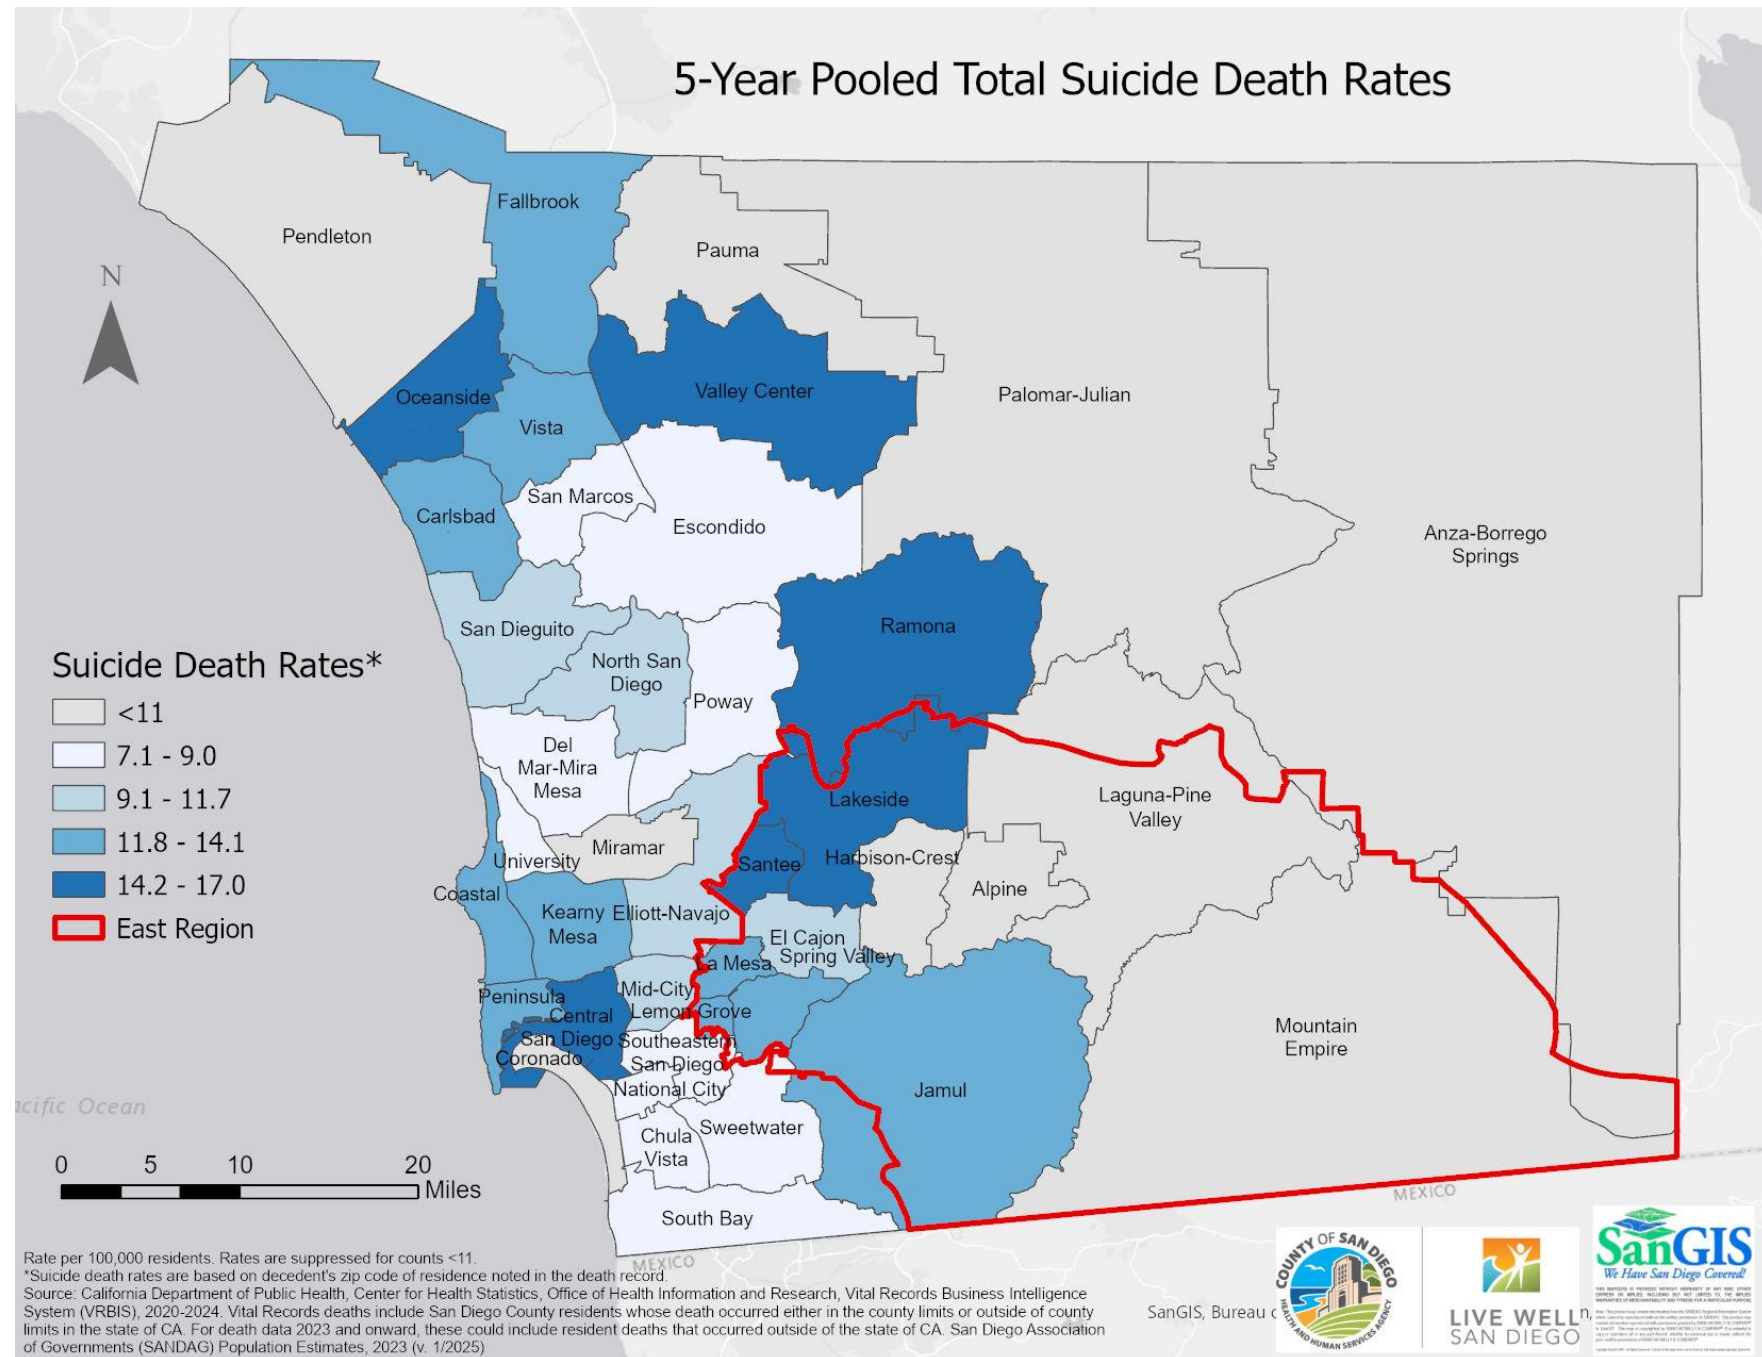 5-Year Pooled Total Suicide Death Rates
Fallbrook
Pendleton
Pauma
N
Oceanside
Valley Center
Palomar-Julian
Vista
San Marcos
Carlsbad
Escondido
Anza-Borrego
Springs
San Dieguito
Ramona
North San
Diego
Poway
Suicide Death Rates*
<11
7.1 - 9.0
9.1 - 11.7
11.8 - 14.1
14.2 - 17.0
East Region
Del
Mar-Mira
Mesa
Lakeside
Laguna-Pine
Valley
University
Miramar
Santee
Harbison-Crest
Alpine
Coastal
Kearny
Mesa
Elliott-Navajo
El Cajon
Spring Valley
La Mesa
Peninsula
Mid-City
Central
San Diego
Lemon Grove
Coronado
Southeastern
San Diego
National City
Mountain
Empire
Jamul
Chula
Vista
Sweetwater
South Bay
acific Ocean
0 5 10 20
Miles
MEXICO
MEXICO
Rate per 100,000 residents. Rates are suppressed for counts <11.
*Suicide death rates are based on decedent's zip code of residence noted in the death record.
Source: California Department of Public Health, Center for Health Statistics, Office of Health Information and Research, Vital Records Business Intelligence
System (VRBIS), 2020-2024. Vital Records deaths include San Diego County residents whose death occurred either in the county limits or outside of county
limits in the state of CA. For death data 2023 and onward, these could include resident deaths that occurred outside of the state of CA. San Diego Association
of Governments (SANDAG) Population Estimates, 2023 (v. 1/2025)
SanGIS, Bureau
COUNTY OF SAN DIEGO
HEALTH AND HUMAN SERVICES AGENCY
LIVE WELL
SAN DIEGO
SanGIS
We Have San Diego Covered!